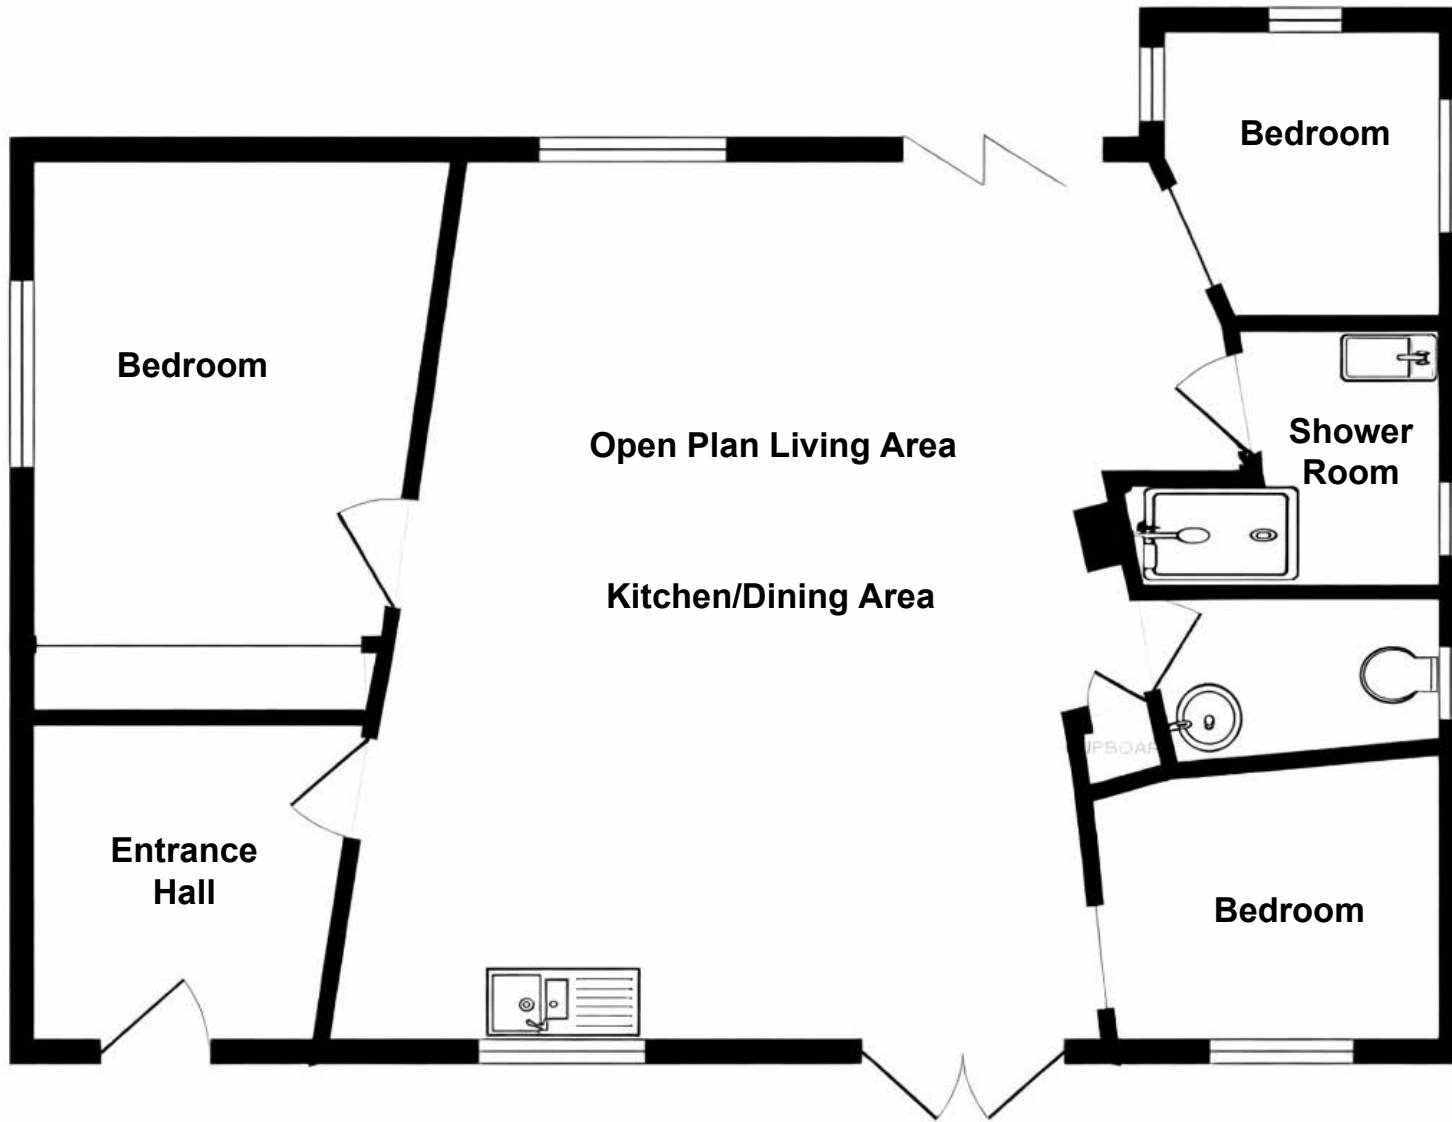 Bedroom
Bedroom
Open Plan Living Area
Shower
Room
Kitchen/Dining Area
Entrance
Hall
Bedroom